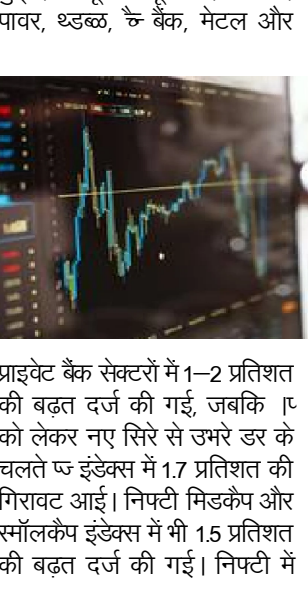 पावर, थ्डब्ळ, बैंक, मेटल और
प्राइवेट बैंक सेक्टरों में 1–2 प्रतिशत
की बढ़त दर्ज की गई, जबकि ।प्
को लेकर नए सिरे से उभरे डर के
चलते प्ज इंडेक्स में 1.7 प्रतिशत की
गिरावट आई। निफ्टी मिडकैप और
स्मॉलकैप इंडेक्स में भी 1.5 प्रतिशत
की बढ़त दर्ज की गई। निफ्टी में